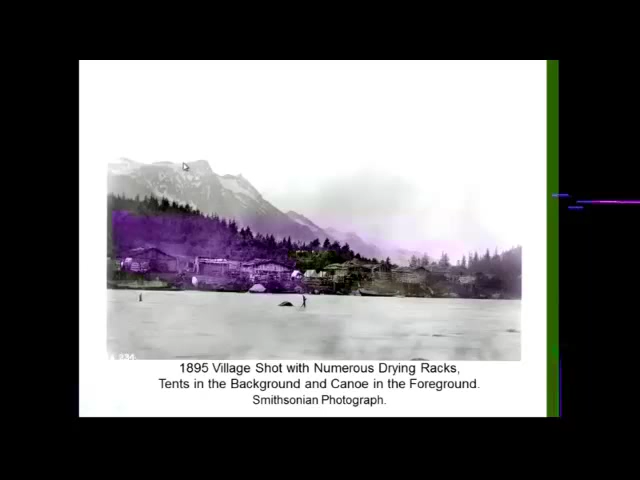 1895 Village Shot with Numerous Drying Racks,
Tents in the Background and Canoe in the Foreground.
Smithsonian Photograph.